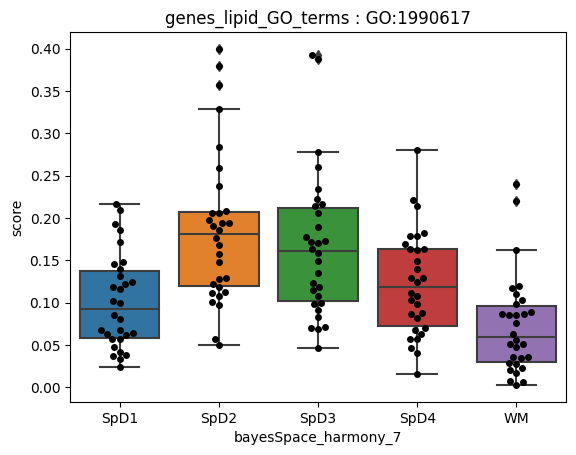 genes_lipid_GO_terms : GO:1990617
score
0.40
0.35
0.30
0.25
0.20
0.15
0.10
0.05
0.00
SpD1 SpD2 SpD3 SpD4 WM
bayesSpace_harmony_7